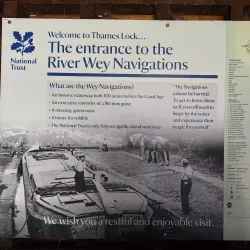 Welcome to Thames Lock...
The entrance to the
River Wey Navigations
National
Trust
What are the Wey Navigations?
- An historic waterway built 100 years before the Canal Age
- An evocative reminder of a life now gone
- A relaxing green oasis
- A home for wildlife
- The National Trust's only fully navigable inland waterway
"The Navigations
cannot be hurried.
To get to know them
well you will need to
linger by the water
and experience their
magic for yourself."
We wish you a restful and enjoyable visit.